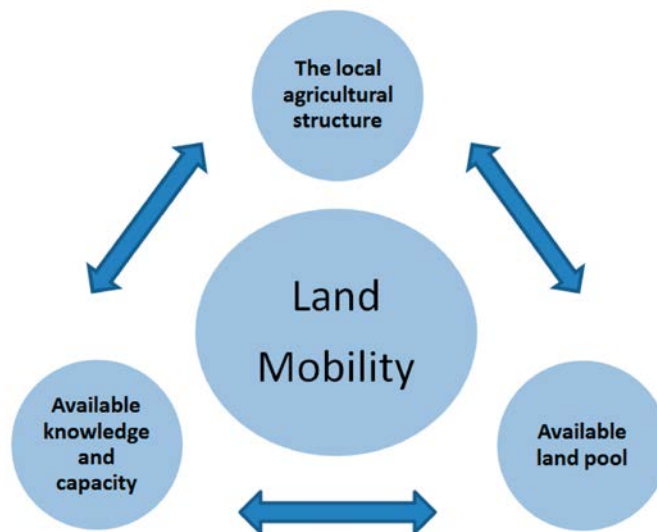 The local
agricultural
structure
Land
Mobility
Available
knowledge
and
capacity
Available
land pool